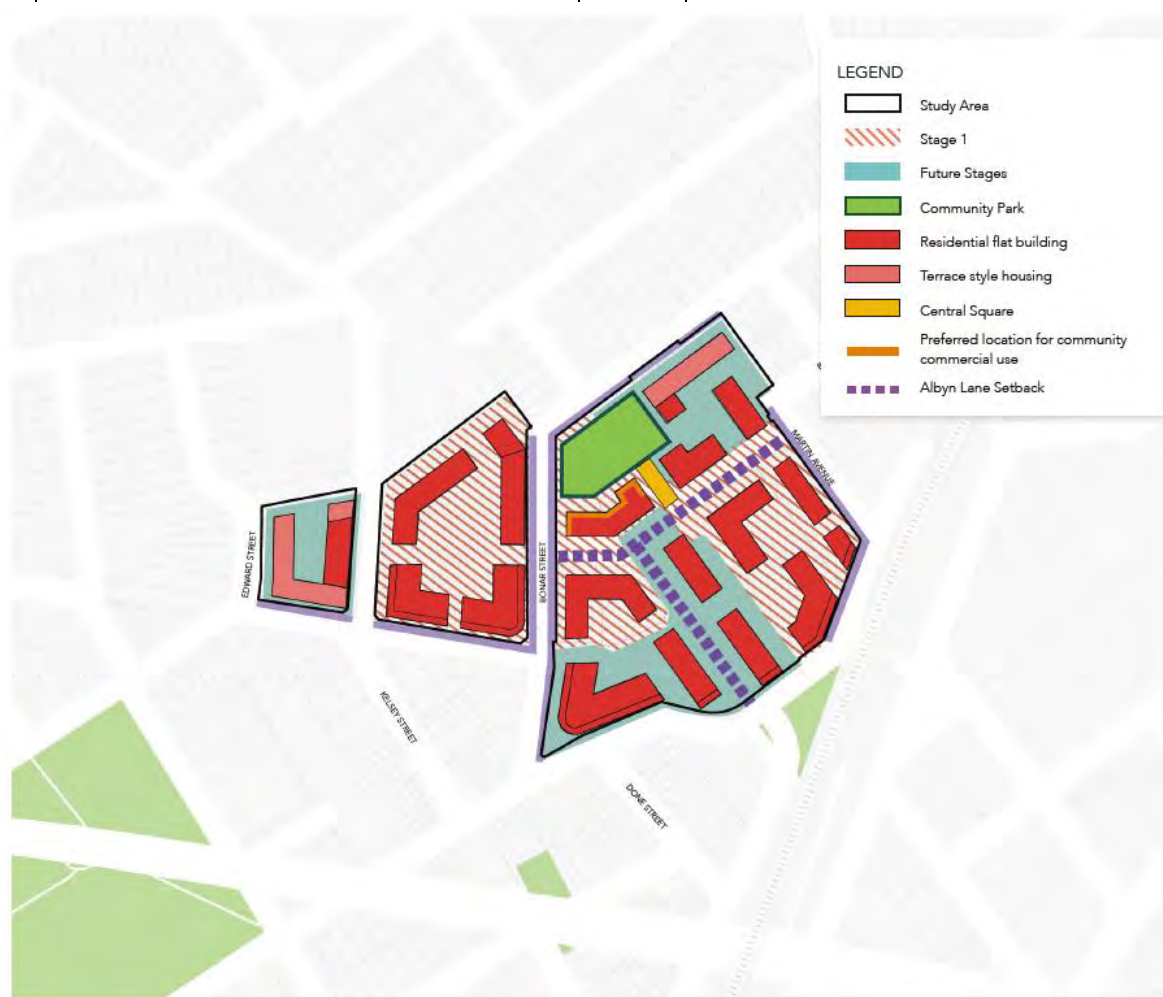 LEGEND
Study Area
Stage 1
Future Stages
Community Park
Residential flat building
Terrace style housing
Central Square
Preferred location for community
commercial use
Albyn Lane Setback
MARTIN AVENUE
EDWARD STREET
BONAR STREET
KELSEY STREET
DONE STREET